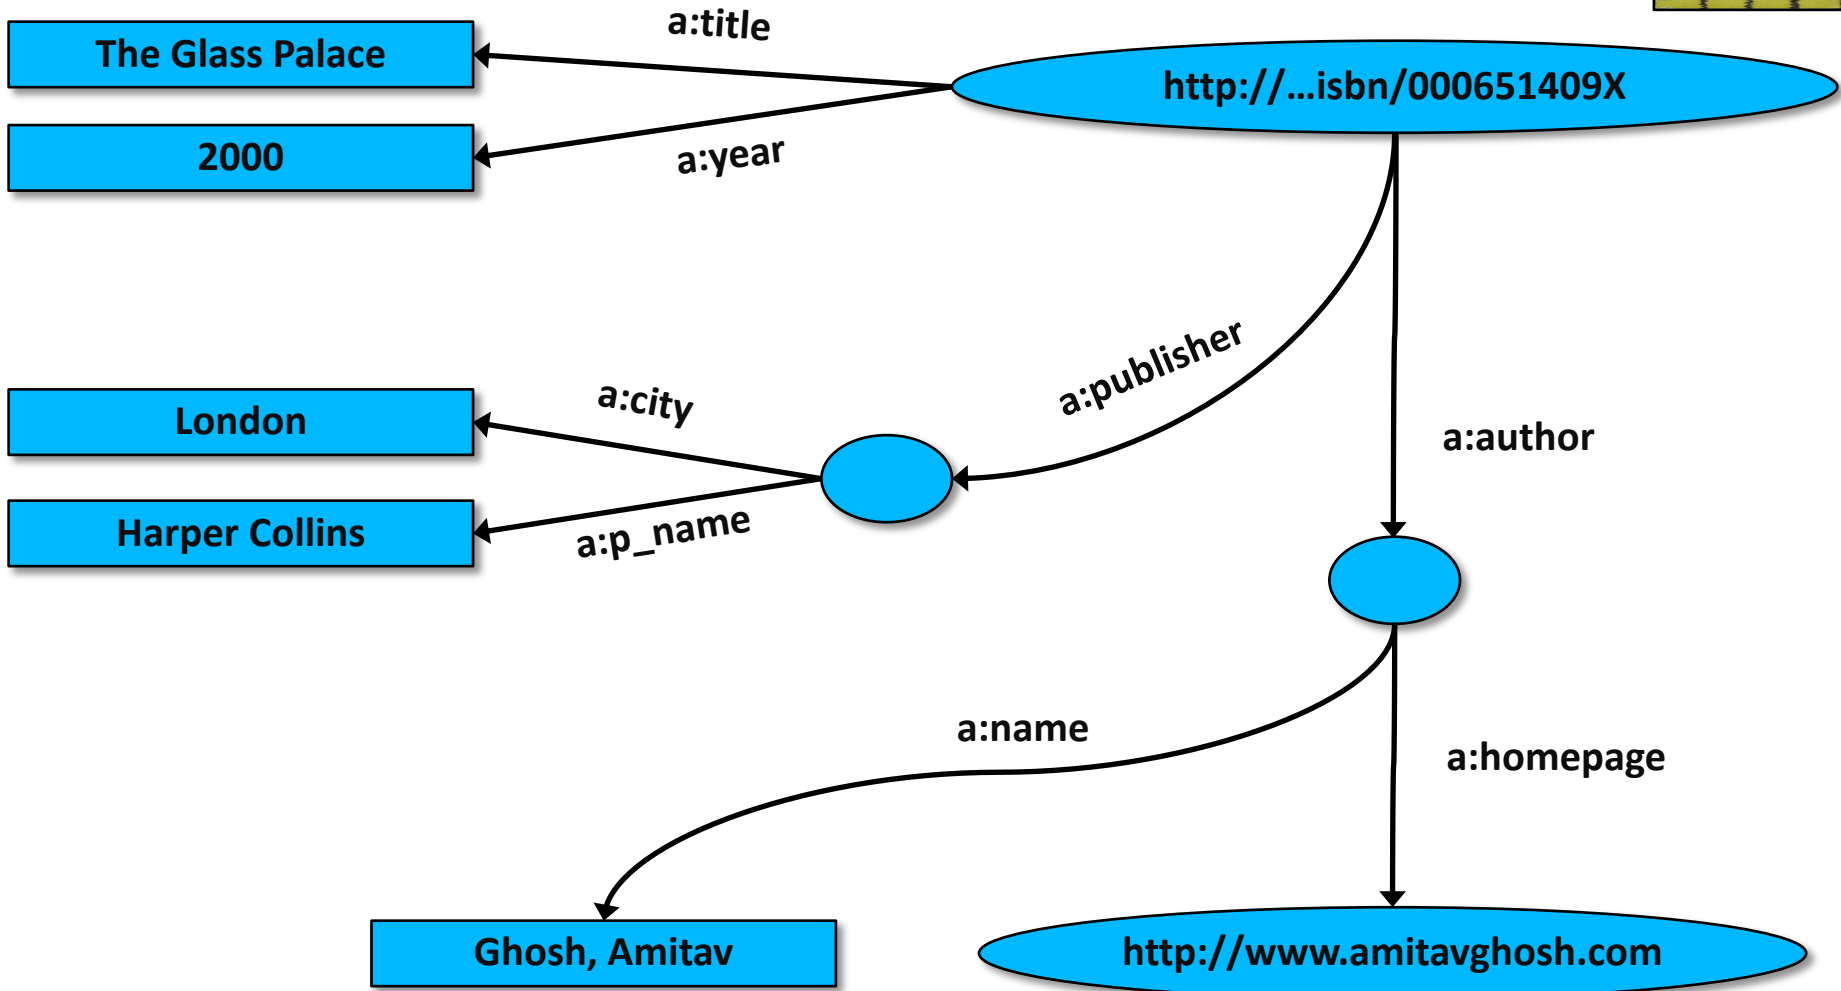 a:title
The Glass Palace
http://...isbn/000651409X
2000
a:year
a:publisher
a:city
London
a:author
Harper Collins
a:p_name
a:name
a:homepage
Ghosh, Amitav
http://www.amitavghosh.com